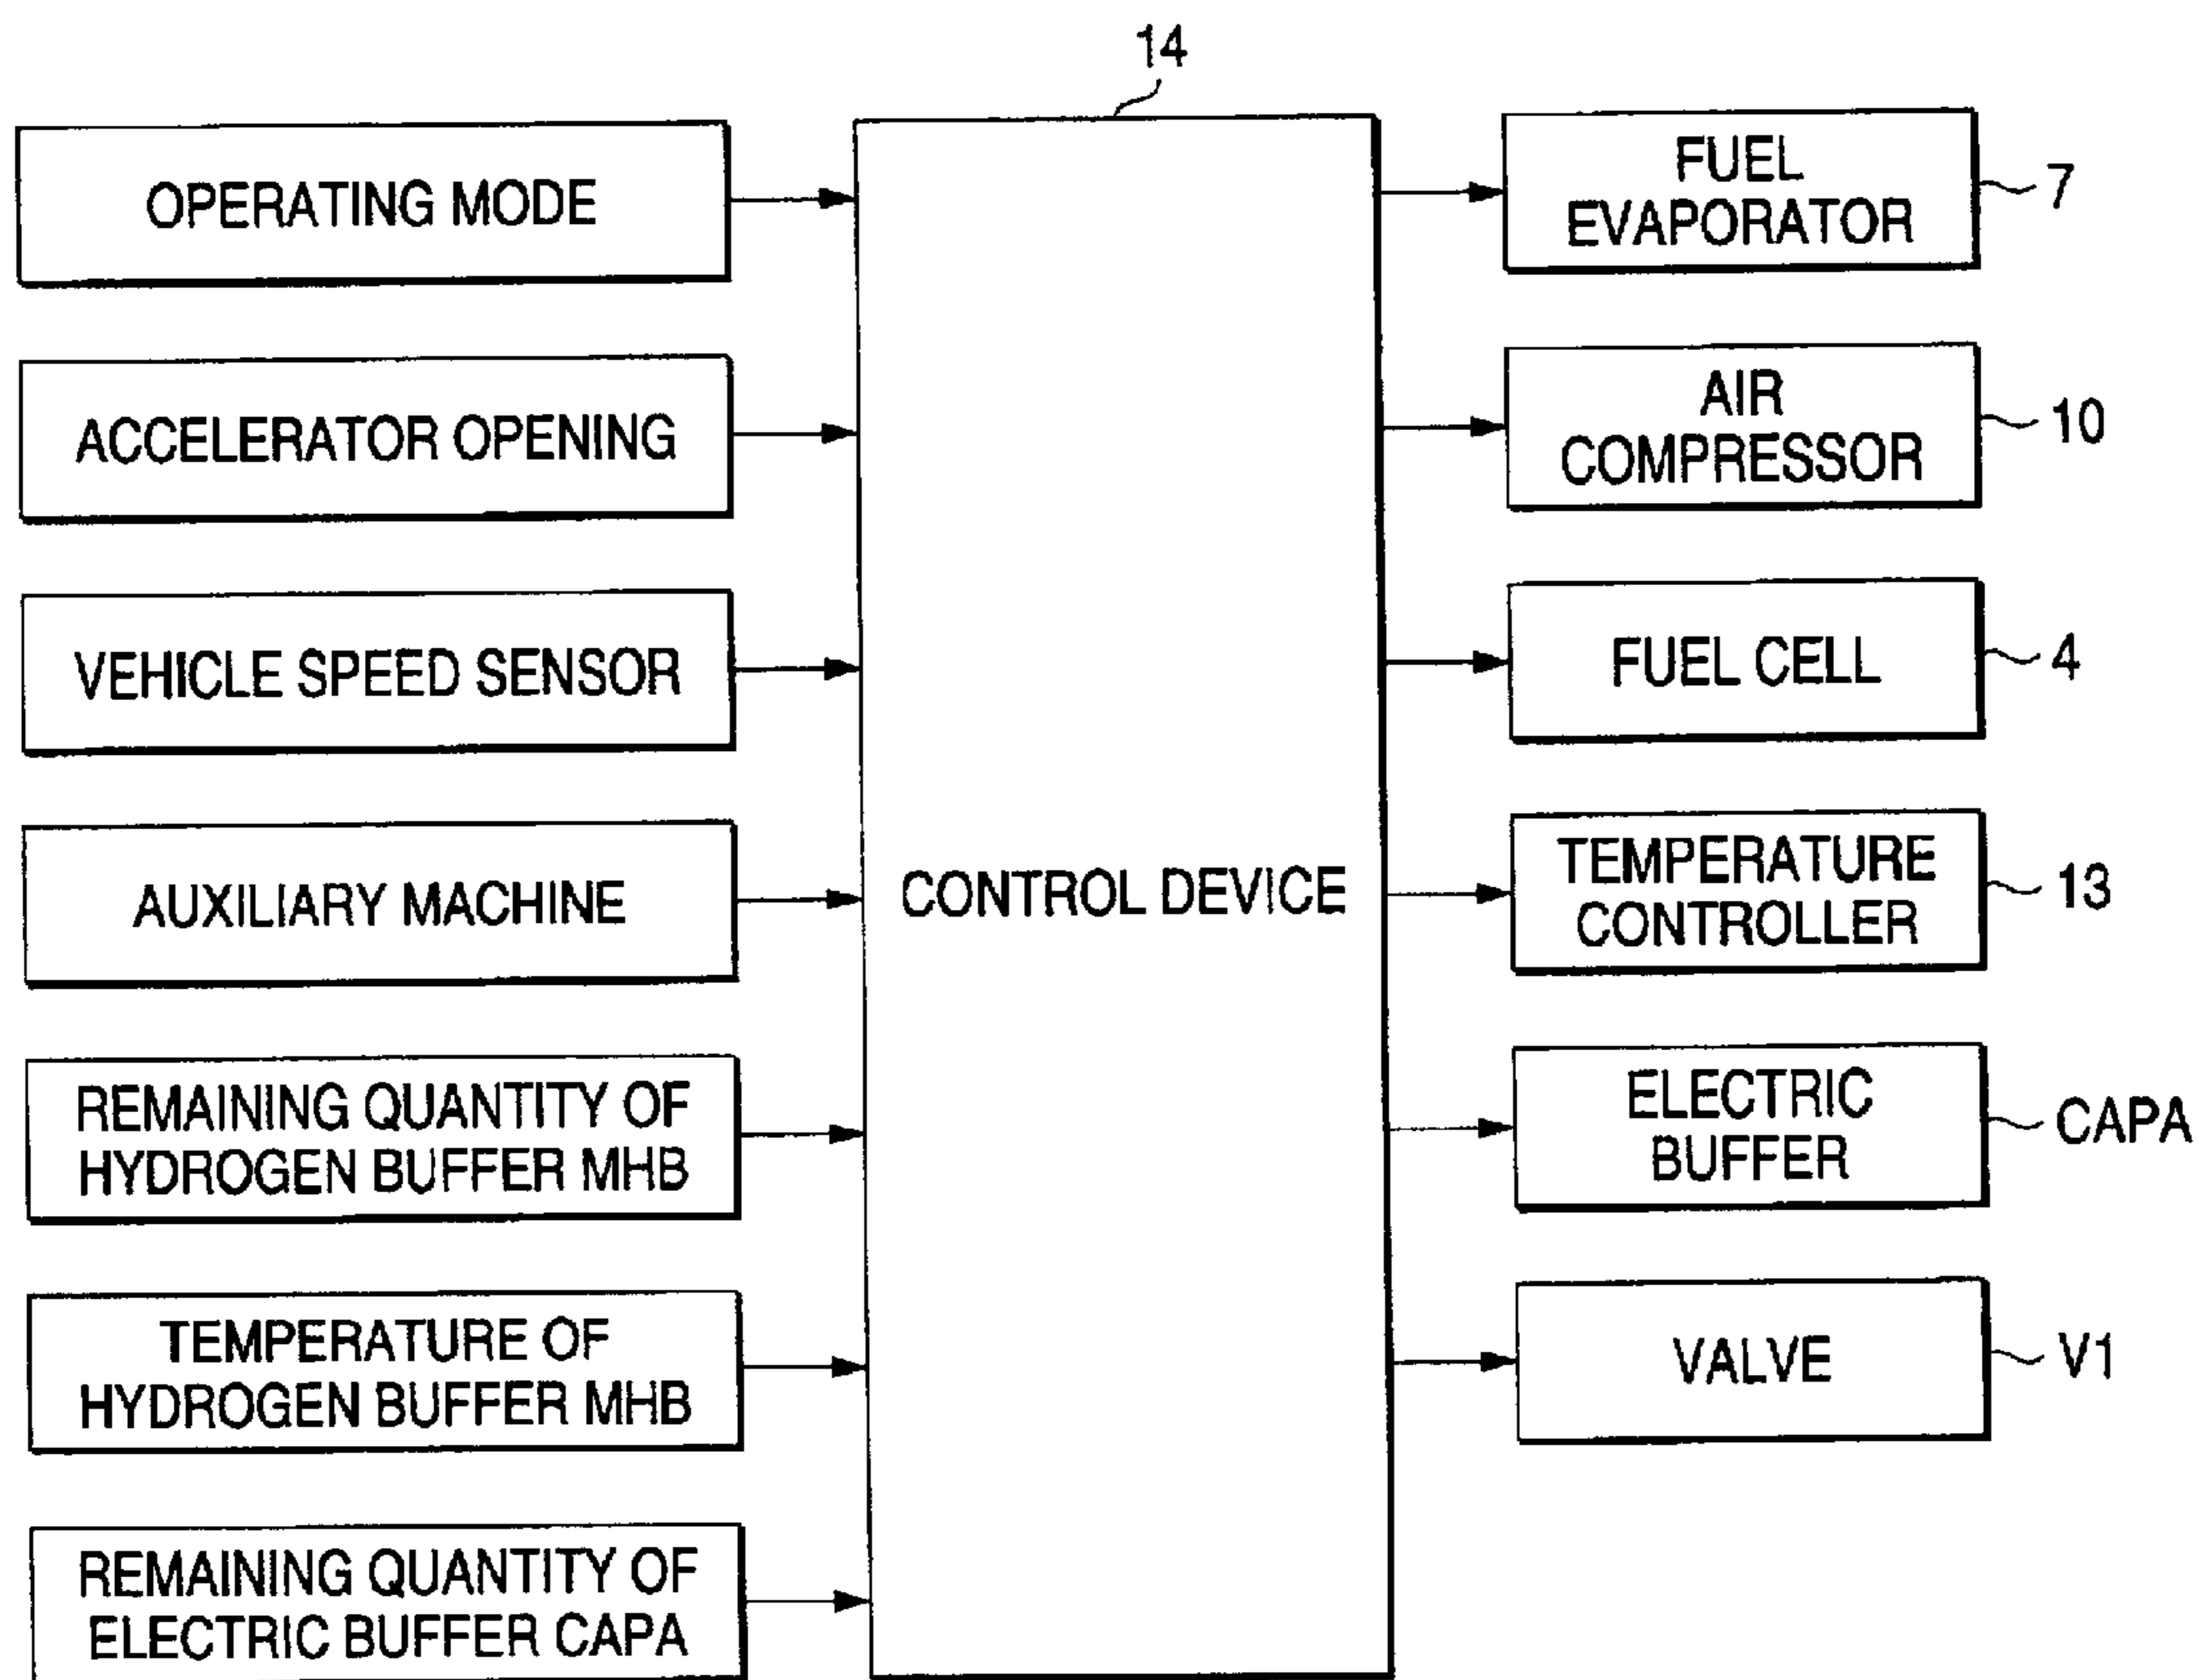 14
OPERATING MODE
ACCELERATOR OPENING
VEHICLE SPEED SENSOR
AUXILIARY MACHINE
REMAINING QUANTITY OF
HYDROGEN BUFFER MHB
TEMPERATURE OF
HYDROGEN BUFFER MHB
REMAINING QUANTITY OF
ELECTRIC BUFFER CAPA
CONTROL DEVICE
FUEL
EVAPORATOR
7
AIR
COMPRESSOR
10
FUEL CELL
4
TEMPERATURE
CONTROLLER
13
ELECTRIC
BUFFER
CAPA
VALVE
V1